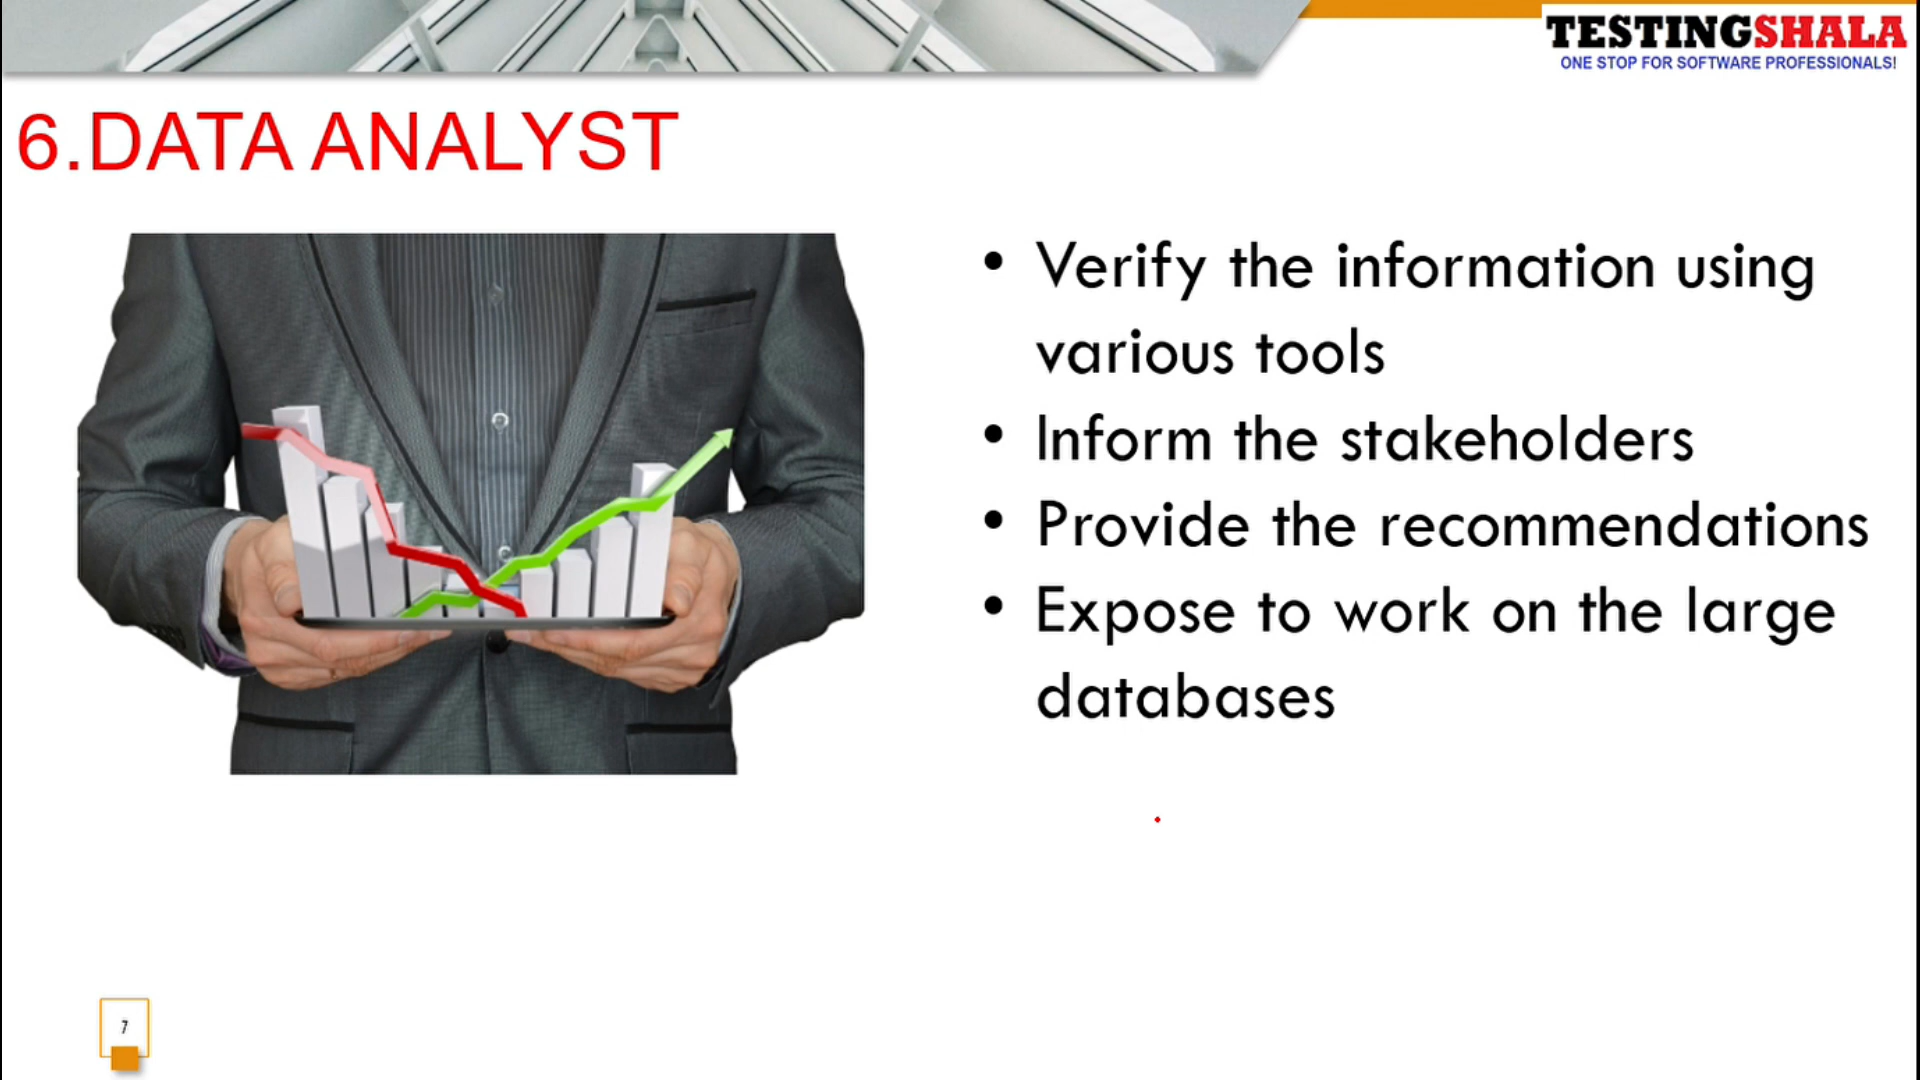 TESTINGSHALA
ONE STOP FOR SOFTWARE PROFESSIONALS!
6.DATA ANALYST
• Verify the information using
various tools
• Inform the stakeholders
• Provide the recommendations
• Expose to work on the large
databases
7